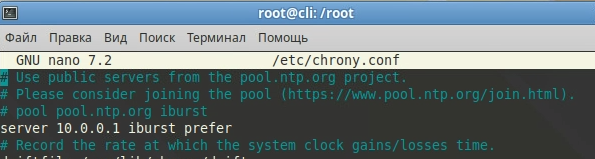 root@cli: /root
Файл Правка Вид Поиск Терминал Помощь
GNU nano 7.2 /etc/chrony.conf
# Use public servers from the pool.ntp.org project.
# Please consider joining the pool (https://www.pool.ntp.org/join.html).
# pool pool.ntp.org iburst
server 10.0.0.1 iburst prefer
# Record the rate at which the system clock gains/losses time.